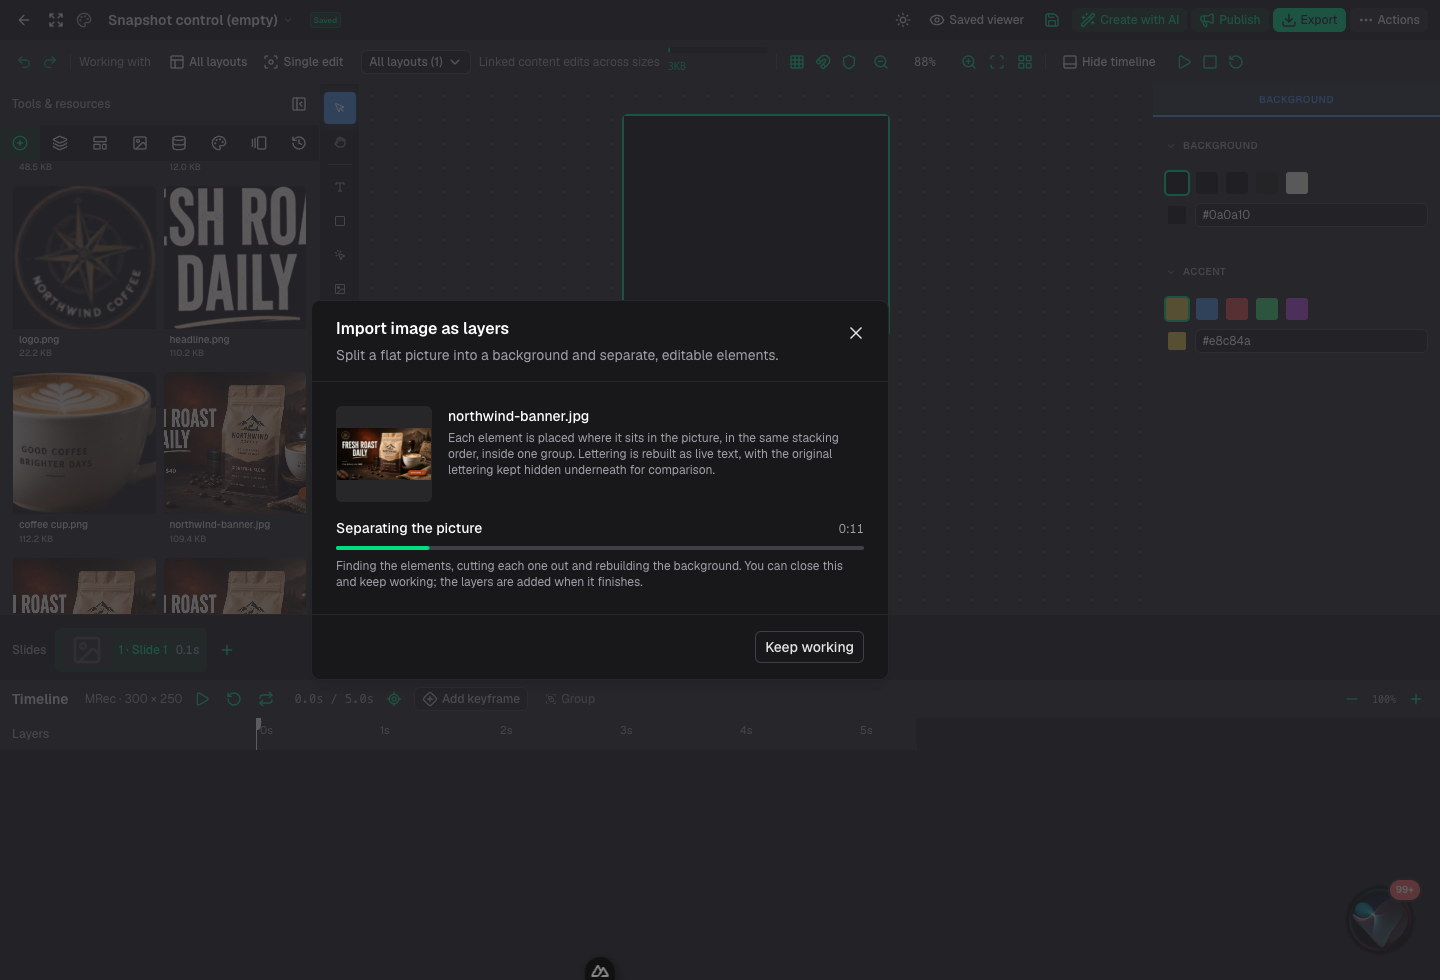 Snapshot control (empty)
Saved
Saved viewer
Create with AI
Publish
Export
Actions
Working with
All layouts
Single edit
All layouts (1)
Linked content edits across sizes
3KB
88%
Hide timeline
Tools & resources
BACKGROUND
48.5 KB
12.0 KB
BACKGROUND
#0a0a10
ACCENT
#e8c84a
NORTHWIND COFFEE
SH ROA
DAILY
logo.png
22.2 KB
headline.png
110.2 KB
GOOD COFFEE
BRIGHTER DAYS
ROAST
AILY
NORTHWIND
coffee cup.png
112.2 KB
northwind-banner.jpg
109.4 KB
I ROAST
I ROAST
Import image as layers
Split a flat picture into a background and separate, editable elements.
FRESH ROAST
DAILY
northwind-banner.jpg
Each element is placed where it sits in the picture, in the same stacking
order, inside one group. Lettering is rebuilt as live text, with the original
lettering kept hidden underneath for comparison.
Separating the picture
0:11
Finding the elements, cutting each one out and rebuilding the background. You can close this
and keep working; the layers are added when it finishes.
Keep working
Slides
1 · Slide 1 0.1s
Timeline
MRec · 300 × 250
0.0s / 5.0s
Add keyframe
Group
100%
Layers
0s
1s
2s
3s
4s
5s
99+